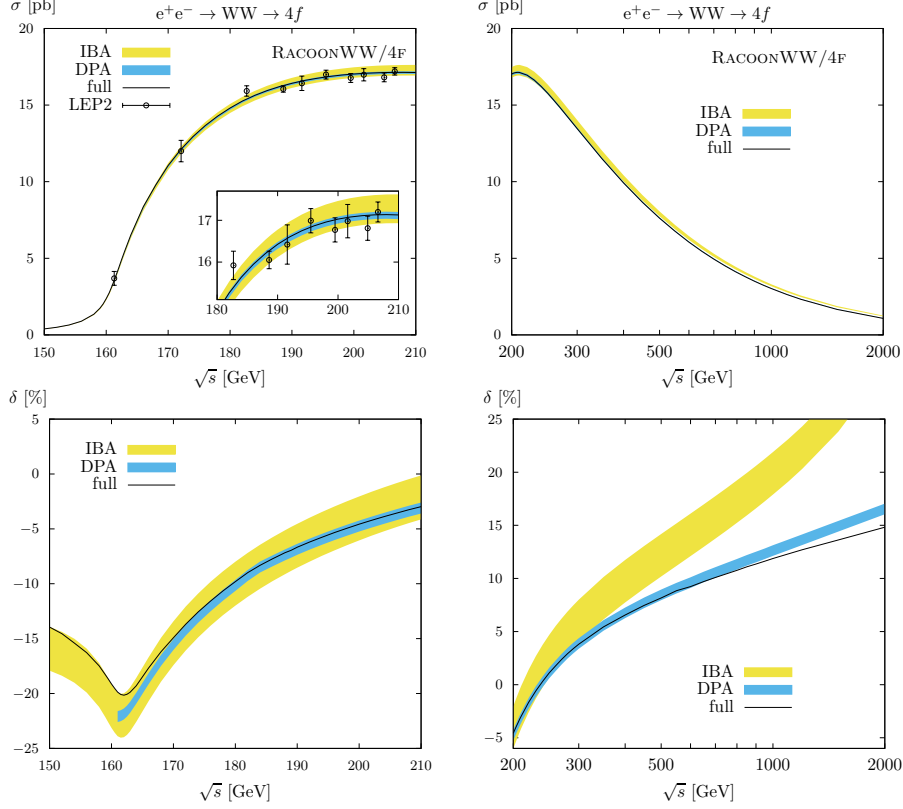 σ [pb]
e⁺e⁻ → WW → 4f
20
15
10
5
0
IBA
DPA
full
LEP2
RACOONWW/4F
17
16
15
180 190 200 210
150 160 170 180 190 200 210
√s [GeV]
σ [pb]
e⁺e⁻ → WW → 4f
20
15
10
5
0
RACOONWW/4F
IBA
DPA
full
200 300 500 1000 2000
√s [GeV]
δ [%]
5
0
−5
−10
−15
−20
−25
IBA
DPA
full
150 160 170 180 190 200 210
√s [GeV]
δ [%]
25
20
15
10
5
0
−5
IBA
DPA
full
200 300 500 1000 2000
√s [GeV]